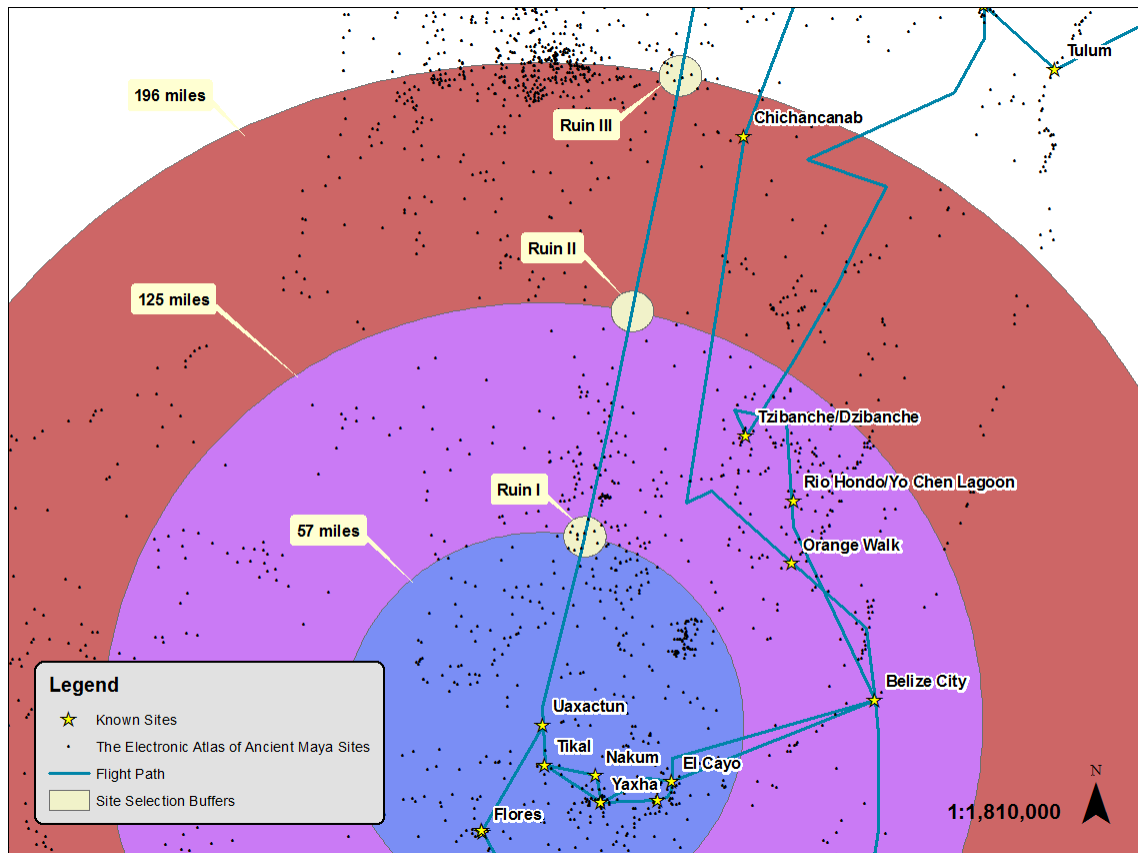 Tulum
196 miles
Chichancanab
Ruin III
Ruin II
125 miles
Tzibanche/Dzibanche
Rio Hondo/Yo Chen Lagoon
Ruin I
57 miles
Orange Walk
Belize City
Uaxactun
Tikal
Nakum
El Cayo
Yaxha
Flores
Legend
Known Sites
The Electronic Atlas of Ancient Maya Sites
Flight Path
Site Selection Buffers
N
1:1,810,000